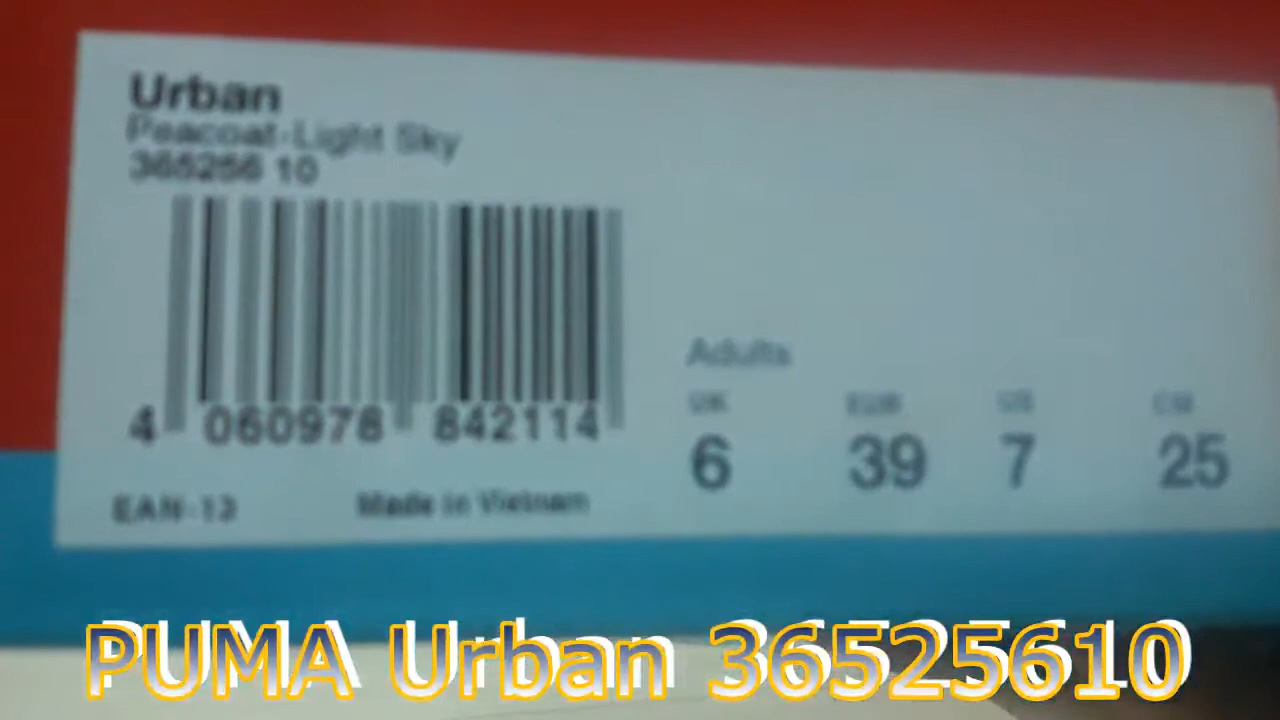 Urban
Peacoat-Light Sky
365256 10
4 060978 842114
EAN-13 Made in Vietnam
Adults
UK EUR US CM
6 39 7 25
PUMA Urban 36525610